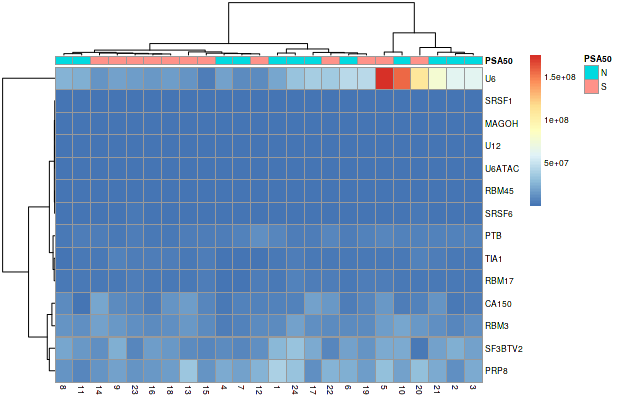 PSA50
PSA50
N
S
1.5e+08
1e+08
5e+07
U6
SRSF1
MAGOH
U12
U6ATAC
RBM45
SRSF6
PTB
TIA1
RBM17
CA150
RBM3
SF3BTV2
PRP8
8 11 14 9 23 16 18 13 15 4 7 12 1 24 17 22 6 19 5 10 20 21 2 3